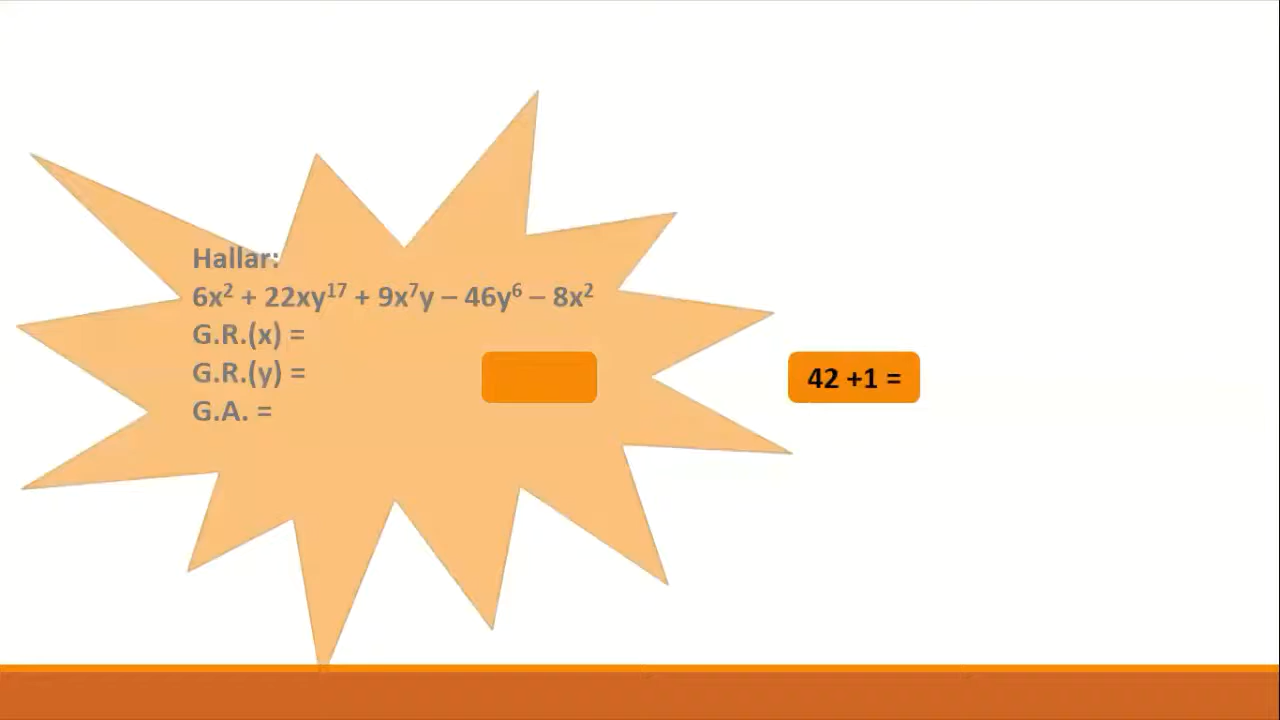 Hallar:
6x² + 22xy¹⁷ + 9x⁷y – 46y⁶ – 8x²
G.R.(x) =
G.R.(y) =
G.A. =
42 +1 =